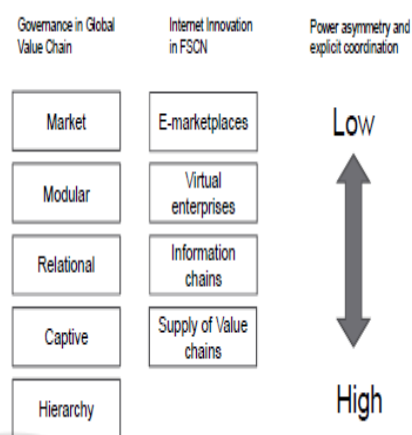 Governance in Global
Value Chain
Internet Innovation
in FSCN
Power asymmetry and
explicit coordination
Market
E-marketplaces
Low
Modular
Virtual
enterprises
Relational
Information
chains
Captive
Supply of Value
chains
Hierarchy
High